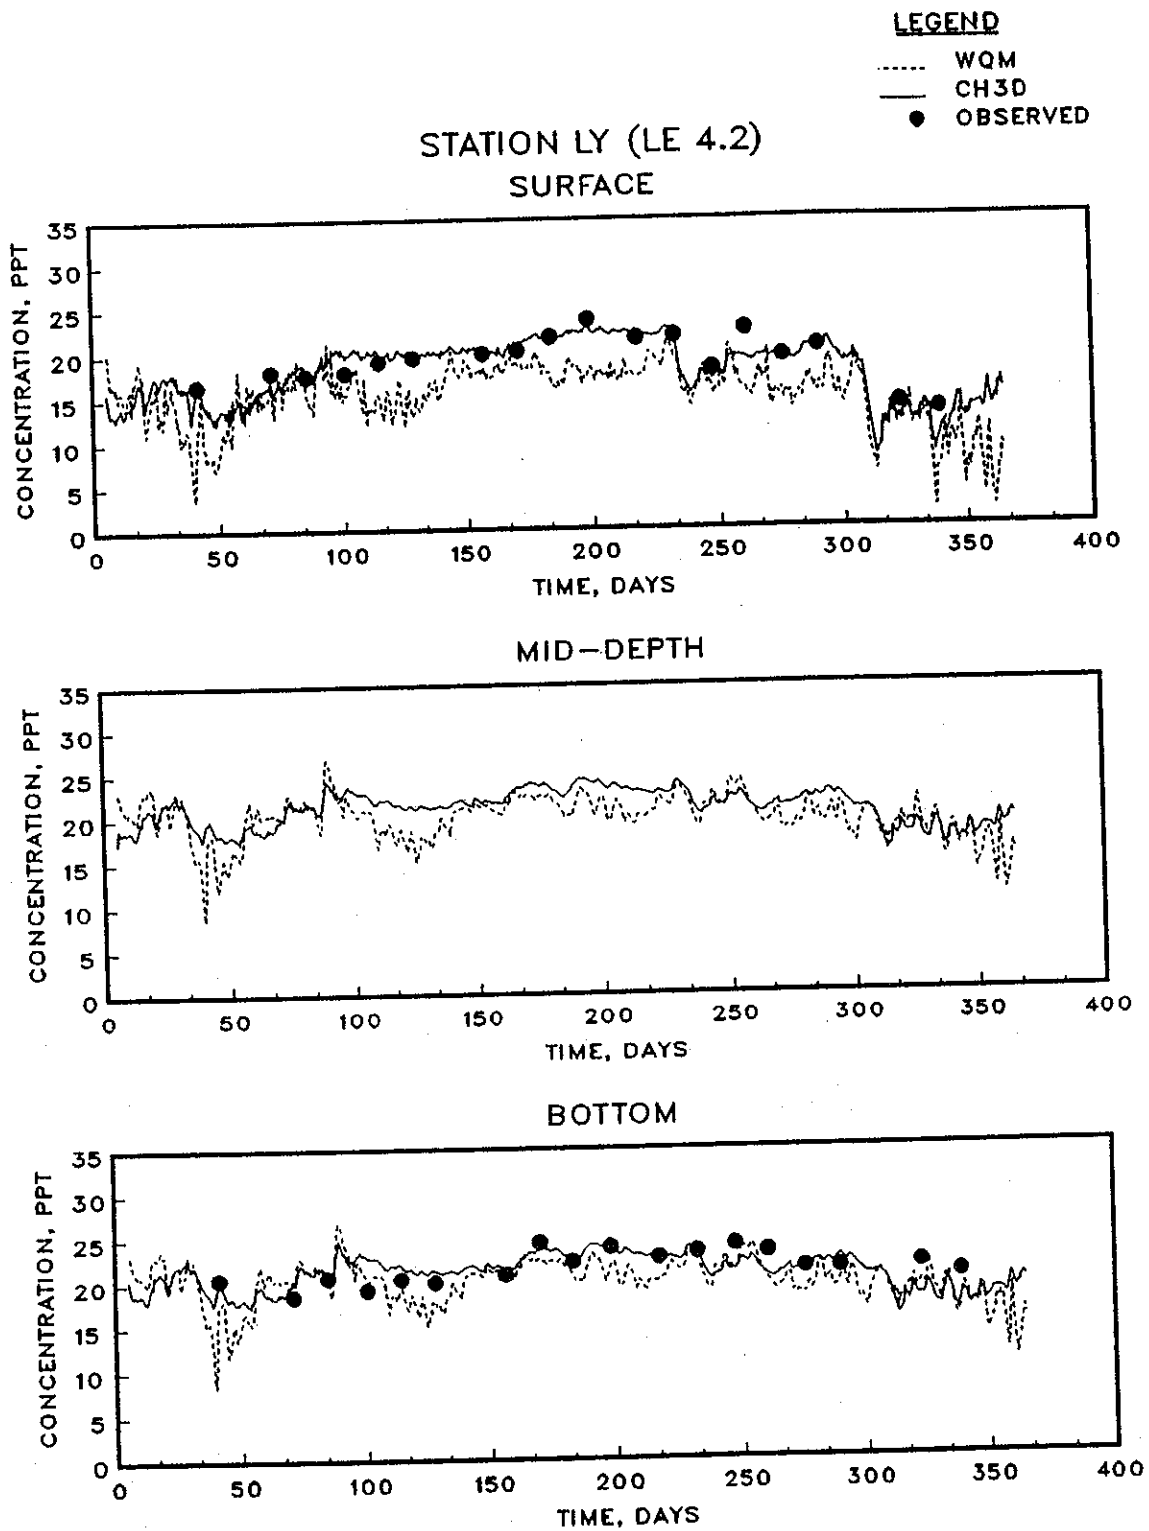 LEGEND
WQM
CH3D
OBSERVED
STATION LY (LE 4.2)
SURFACE
CONCENTRATION, PPT
35
30
25
20
15
10
5
0
0 50 100 150 200 250 300 350 400
TIME, DAYS
MID-DEPTH
CONCENTRATION, PPT
35
30
25
20
15
10
5
0
0 50 100 150 200 250 300 350 400
TIME, DAYS
BOTTOM
CONCENTRATION, PPT
35
30
25
20
15
10
5
0
0 50 100 150 200 250 300 350 400
TIME, DAYS